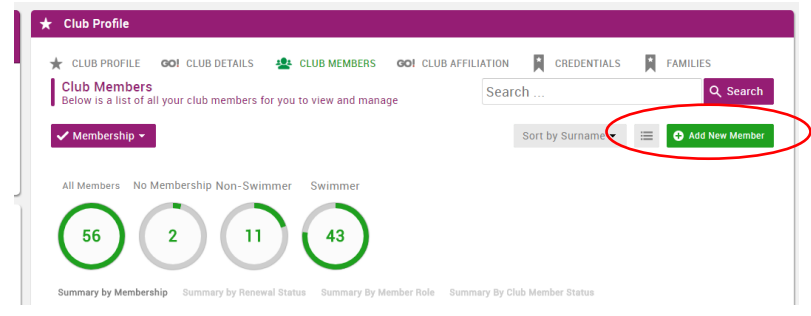 Club Profile
CLUB PROFILE GO! CLUB DETAILS CLUB MEMBERS GO! CLUB AFFILIATION CREDENTIALS FAMILIES
Club Members
Below is a list of all your club members for you to view and manage
Search ... Search
Membership Sort by Surname Add New Member
All Members No Membership Non-Swimmer Swimmer
56 2 11 43
Summary by Membership Summary by Renewal Status Summary By Member Role Summary By Club Member Status